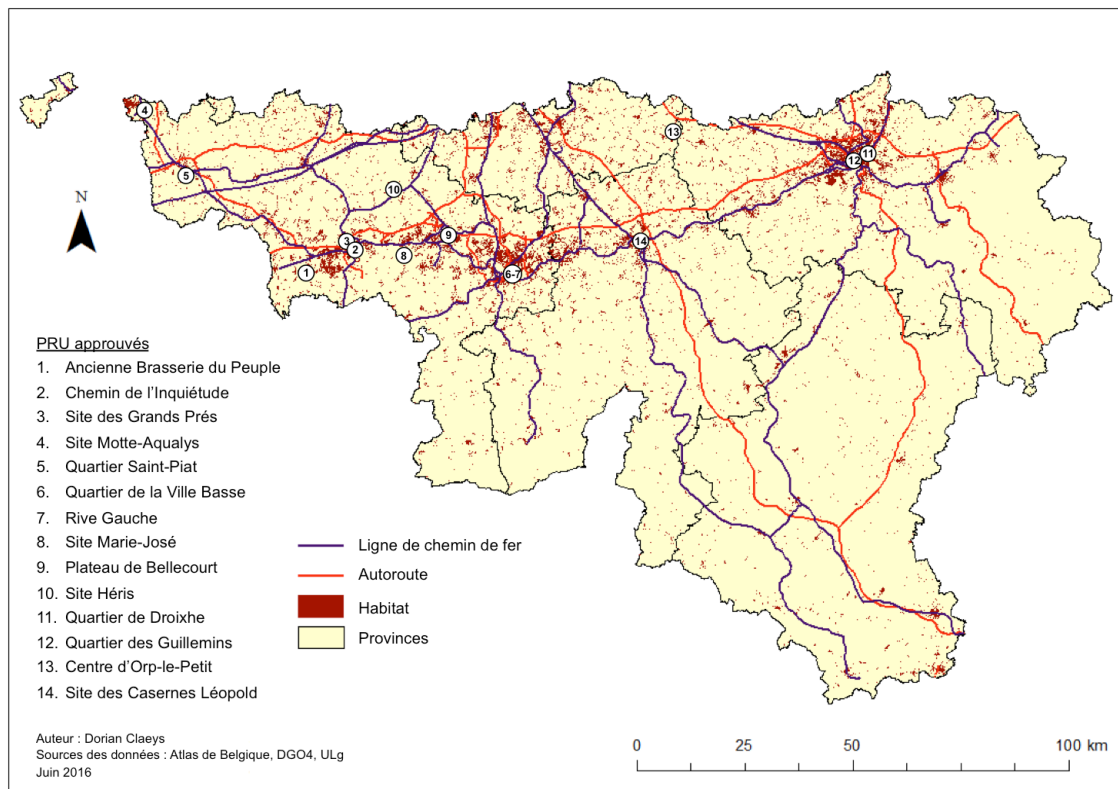 4
13
11
12
5
N
10
9
3
2
14
8
1
6-7
PRU approuvés
1. Ancienne Brasserie du Peuple
2. Chemin de l'Inquiétude
3. Site des Grands Prés
4. Site Motte-Aqualys
5. Quartier Saint-Piat
6. Quartier de la Ville Basse
7. Rive Gauche
8. Site Marie-José
9. Plateau de Bellecourt
10. Site Héris
11. Quartier de Droixhe
12. Quartier des Guillemins
13. Centre d'Orp-le-Petit
14. Site des Casernes Léopold
Ligne de chemin de fer
Autoroute
Habitat
Provinces
Auteur : Dorian Claeys
Sources des données : Atlas de Belgique, DGO4, ULg
Juin 2016
0 25 50 100 km